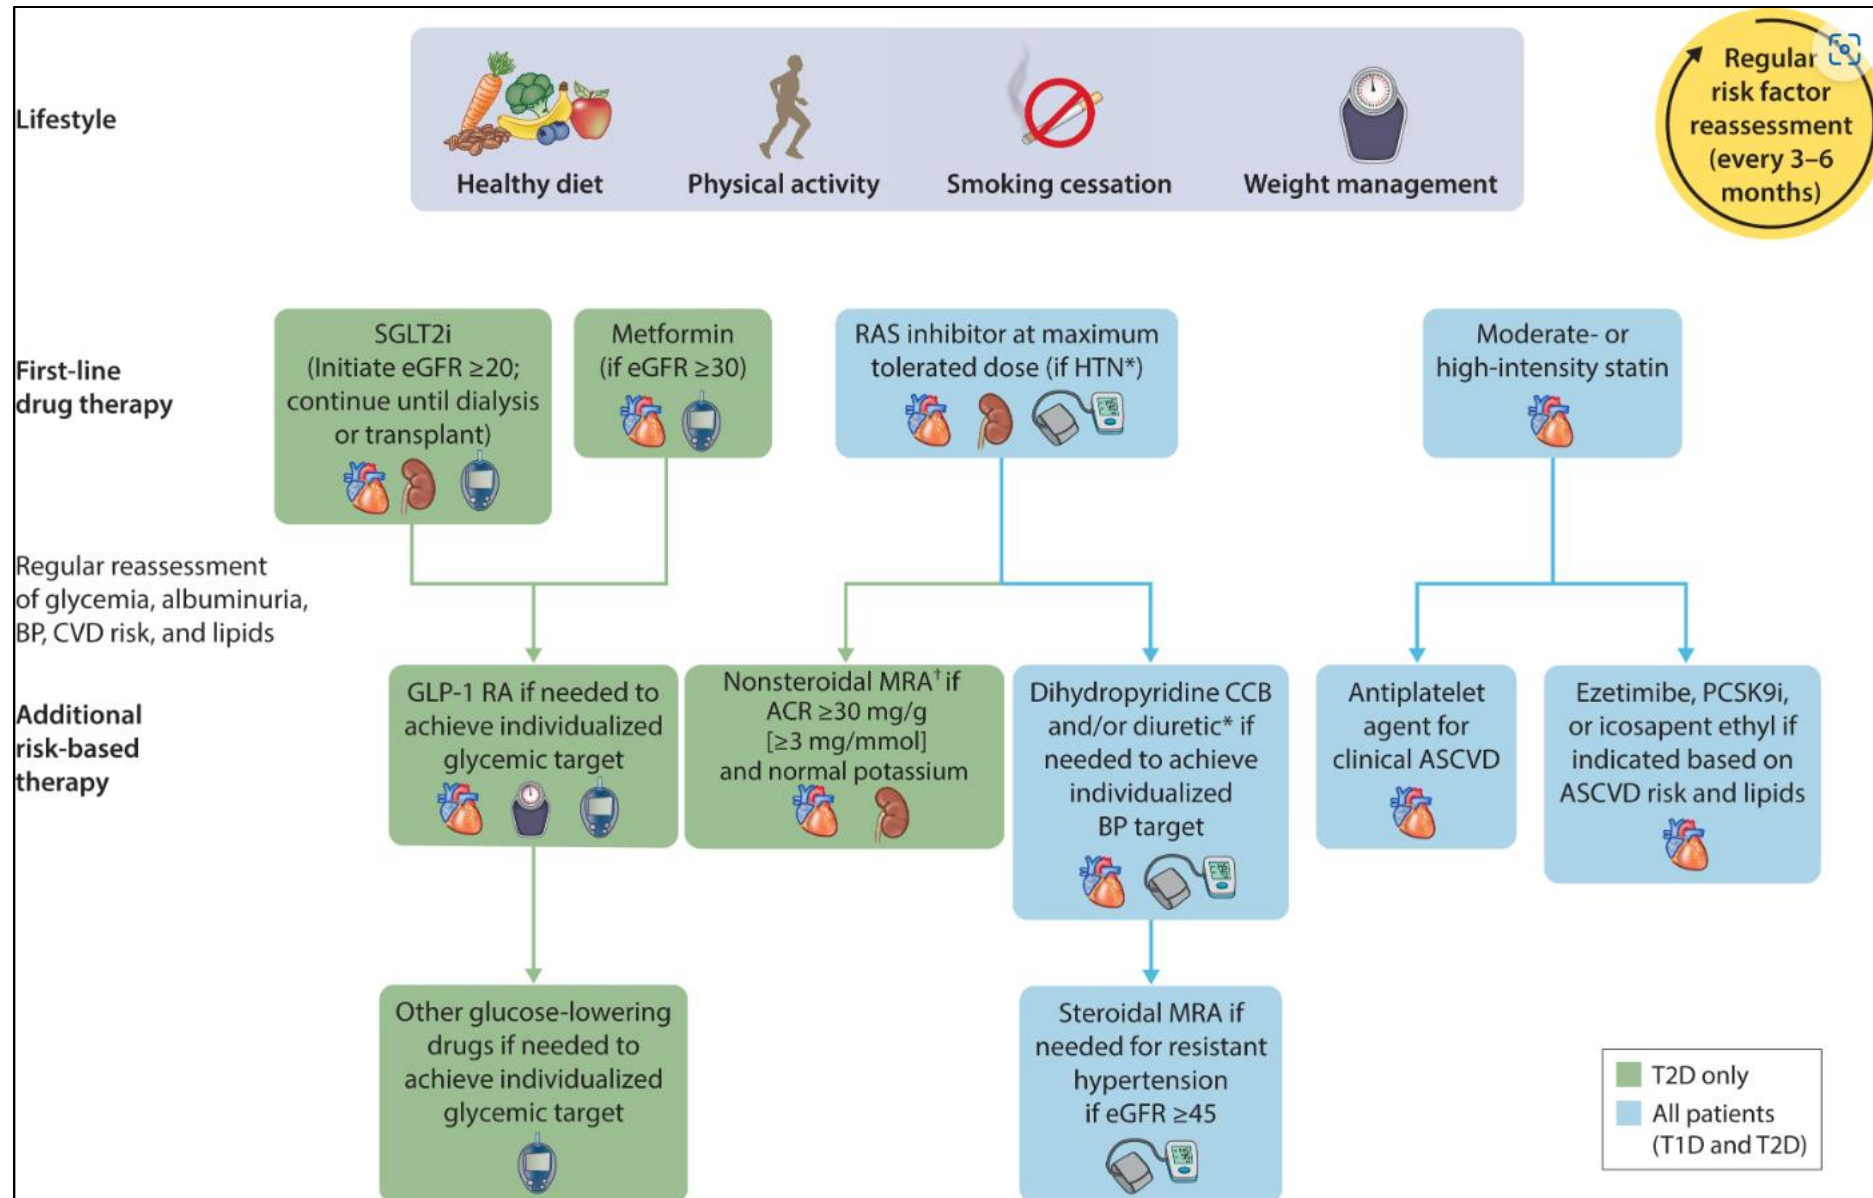 Lifestyle
Healthy diet
Physical activity
Smoking cessation
Weight management
Regular
risk factor
reassessment
(every 3–6
months)
First-line
drug therapy
SGLT2i
(Initiate eGFR ≥20;
continue until dialysis
or transplant)
Metformin
(if eGFR ≥30)
RAS inhibitor at maximum
tolerated dose (if HTN*)
Moderate- or
high-intensity statin
Regular reassessment
of glycemia, albuminuria,
BP, CVD risk, and lipids
Additional
risk-based
therapy
GLP-1 RA if needed to
achieve individualized
glycemic target
Nonsteroidal MRA† if
ACR ≥30 mg/g
[≥3 mg/mmol]
and normal potassium
Dihydropyridine CCB
and/or diuretic* if
needed to achieve
individualized
BP target
Antiplatelet
agent for
clinical ASCVD
Ezetimibe, PCSK9i,
or icosapent ethyl if
indicated based on
ASCVD risk and lipids
Other glucose-lowering
drugs if needed to
achieve individualized
glycemic target
Steroidal MRA if
needed for resistant
hypertension
if eGFR ≥45
T2D only
All patients
(T1D and T2D)